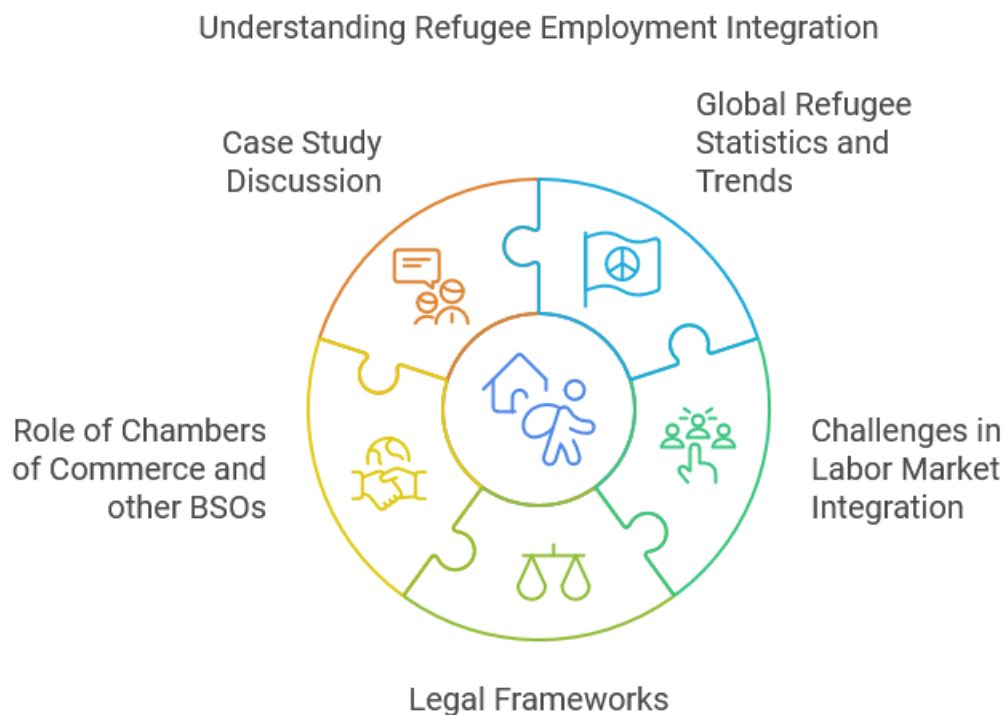 Understanding Refugee Employment Integration
Case Study
Discussion
Global Refugee
Statistics and
Trends
Role of Chambers
of Commerce and
other BSOs
Challenges in
Labor Market
Integration
Legal Frameworks